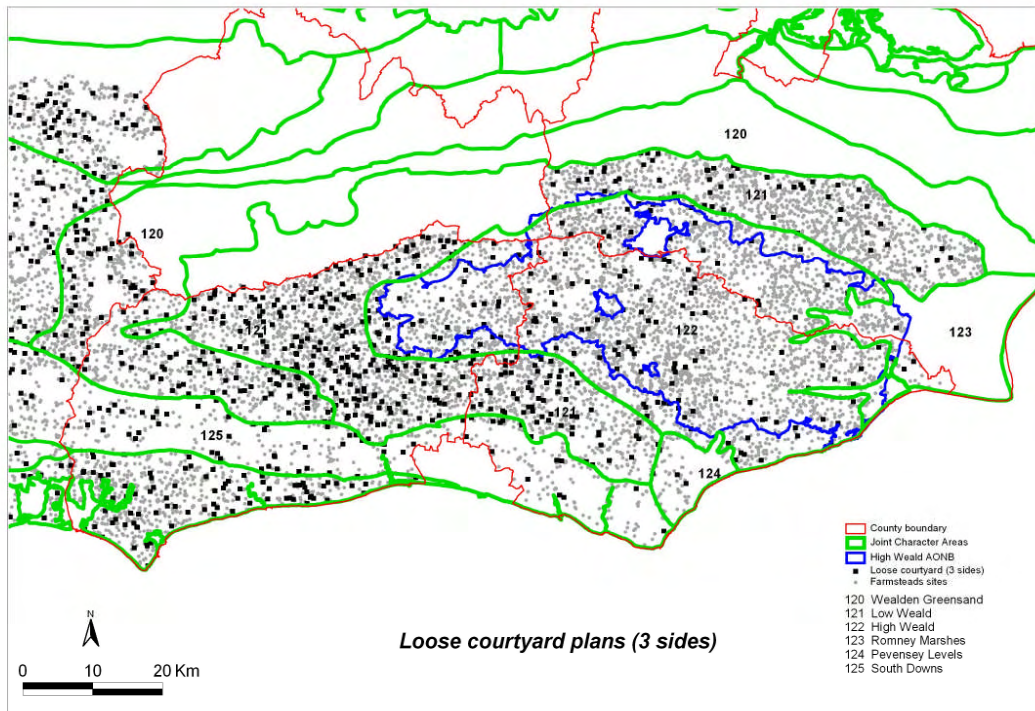 120
121
120
121
122
123
121
125
124
County boundary
Joint Character Areas
High Weald AONB
Loose courtyard (3 sides)
Farmsteads sites
120 Wealden Greensand
121 Low Weald
122 High Weald
123 Romney Marshes
124 Pevensey Levels
125 South Downs
N
Loose courtyard plans (3 sides)
0 10 20 Km